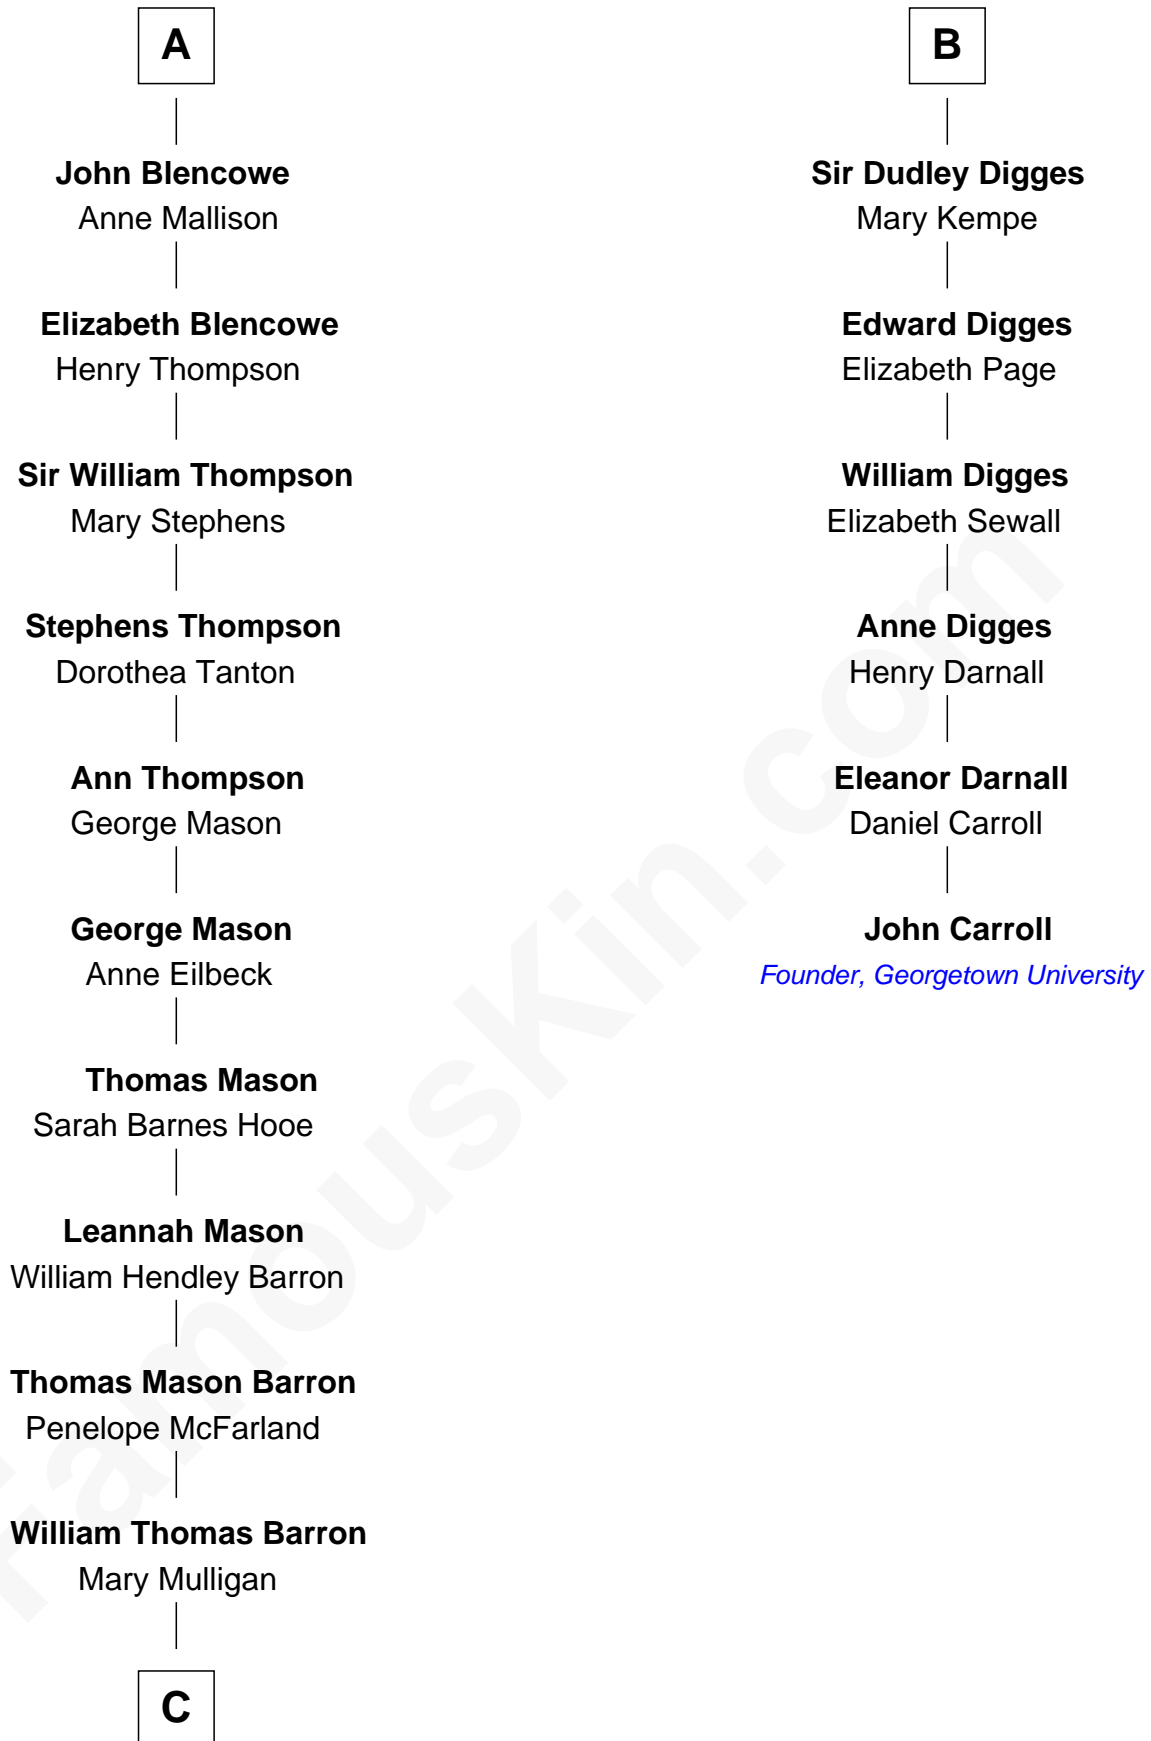 A
John Blencowe
Anne Mallison
Elizabeth Blencowe
Henry Thompson
Sir William Thompson
Mary Stephens
Stephens Thompson
Dorothea Tanton
Ann Thompson
George Mason
George Mason
Anne Eilbeck
Thomas Mason
Sarah Barnes Hooe
Leannah Mason
William Hendley Barron
Thomas Mason Barron
Penelope McFarland
William Thomas Barron
Mary Mulligan
C
B
Sir Dudley Digges
Mary Kempe
Edward Digges
Elizabeth Page
William Digges
Elizabeth Sewall
Anne Digges
Henry Darnall
Eleanor Darnall
Daniel Carroll
John Carroll
Founder, Georgetown University
FamousKin.com